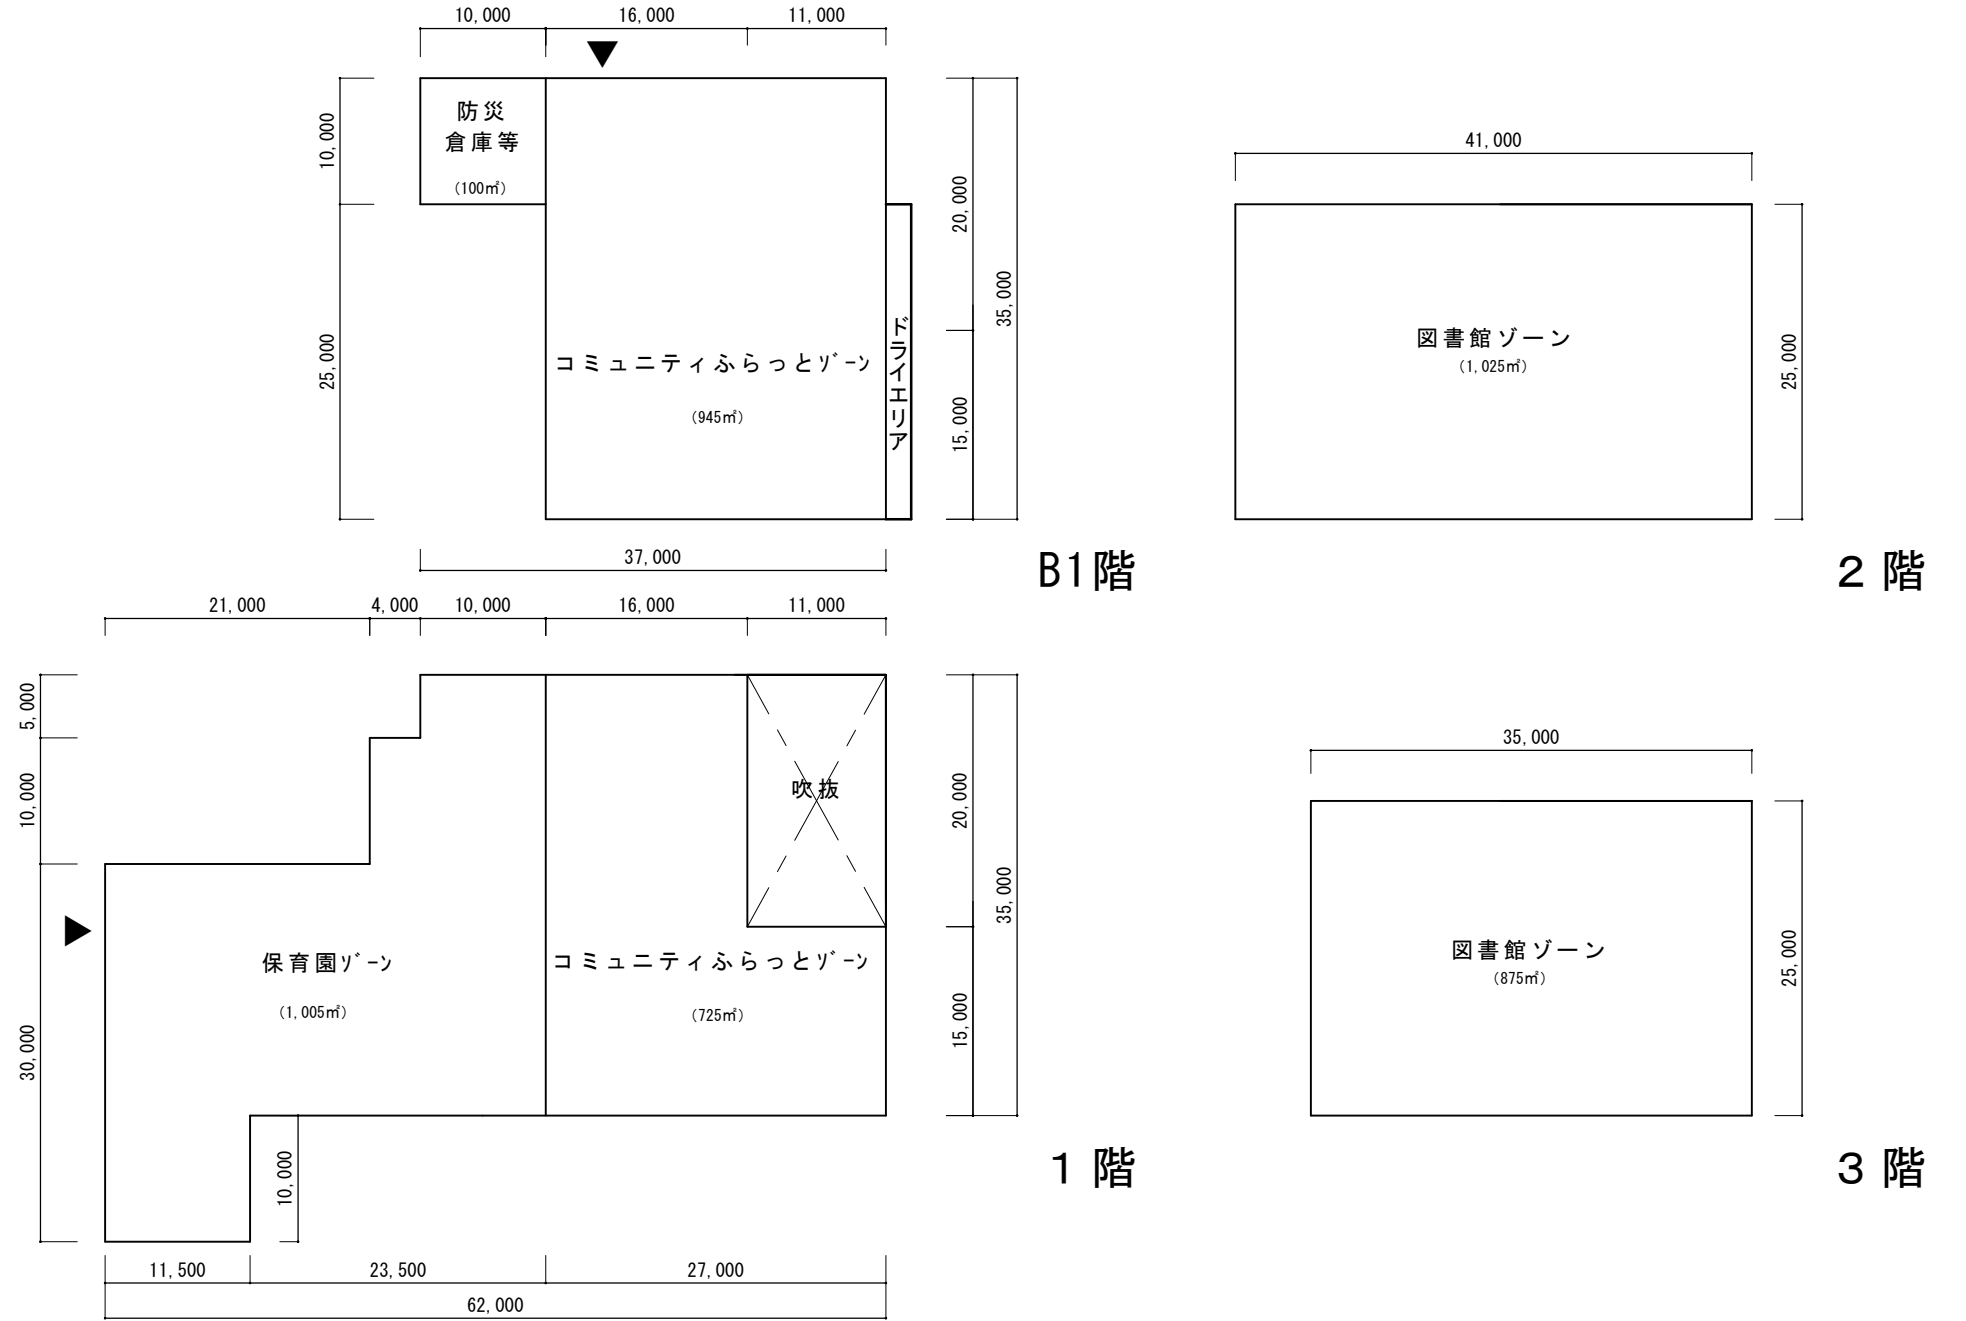 10,000
16,000
11,000
防災
倉庫等
(100㎡)
10,000
25,000
コミュニティふらっとｿﾞｰﾝ
(945㎡)
ドライエリア
20,000
15,000
35,000
37,000
B1階
41,000
図書館ゾーン
(1,025㎡)
25,000
２階
21,000
4,000
10,000
16,000
11,000
5,000
10,000
30,000
吹抜
保育園ｿﾞｰﾝ
(1,005㎡)
コミュニティふらっとｿﾞｰﾝ
(725㎡)
20,000
15,000
35,000
10,000
11,500
23,500
27,000
62,000
１階
35,000
図書館ゾーン
(875㎡)
25,000
３階